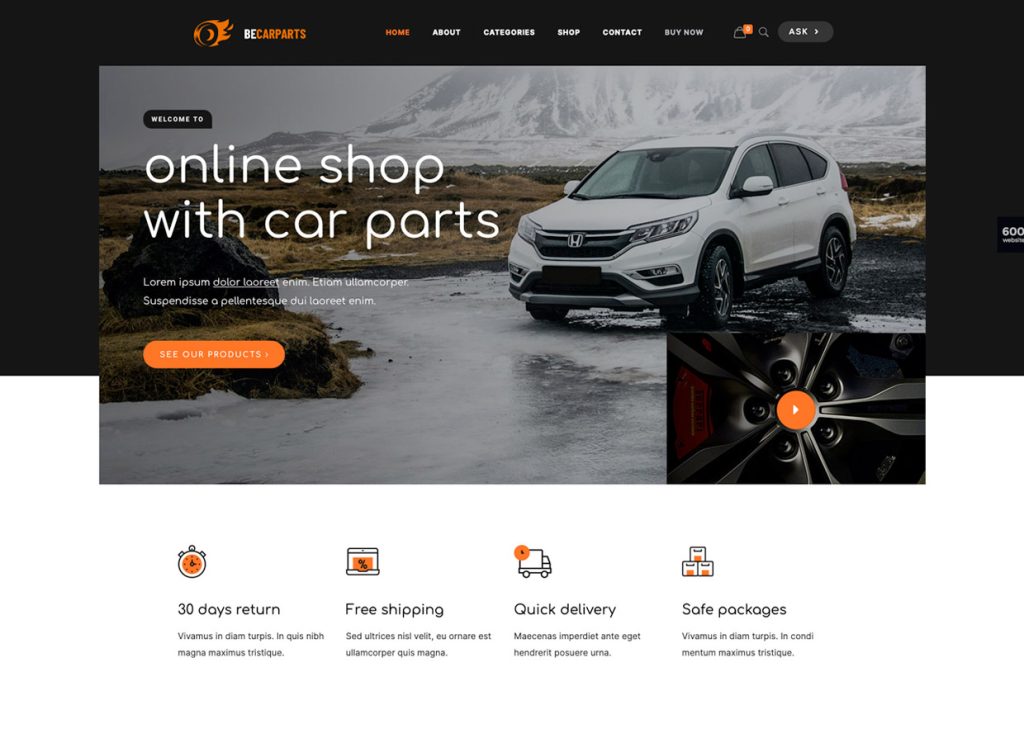 BECARPARTS
HOME ABOUT CATEGORIES SHOP CONTACT BUY NOW 0 ASK ›
WELCOME TO
online shop
with car parts
600
website
Lorem ipsum dolor laoreet enim. Etiam ullamcorper.
Suspendisse a pellentesque dui laoreet enim.
SEE OUR PRODUCTS ›
%
30 days return
Vivamus in diam turpis. In quis nibh
magna maximus tristique.
Free shipping
Sed ultrices nisl velit, eu ornare est
ullamcorper quis magna.
Quick delivery
Maecenas imperdiet ante eget
hendrerit posuere urna.
Safe packages
Vivamus in diam turpis. In condi
mentum maximus tristique.